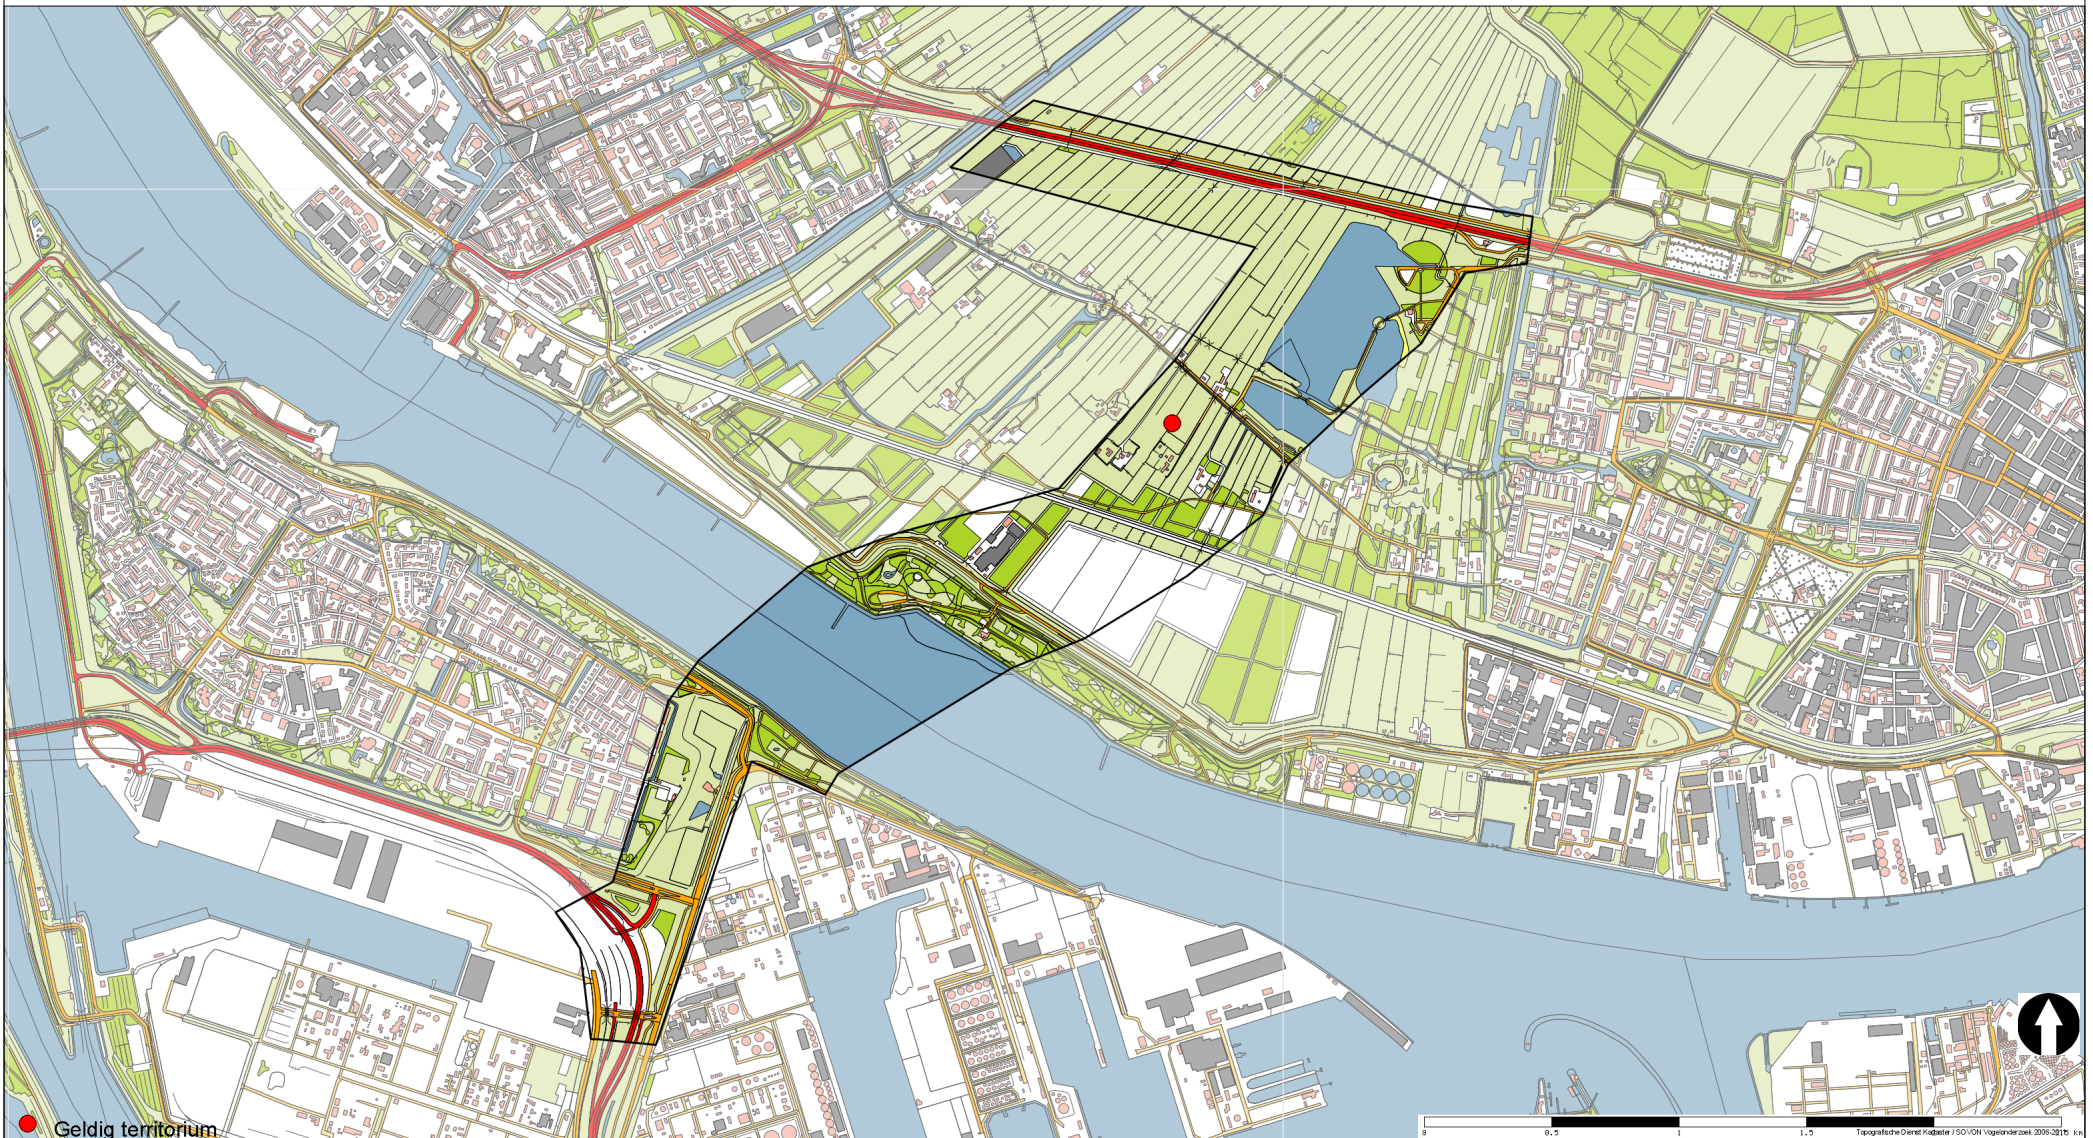 Geldig territorium
0 0.5 1 1.5
Topografische Dienst Kadaster / SOVON Vogelonderzoek 2006-2015 km